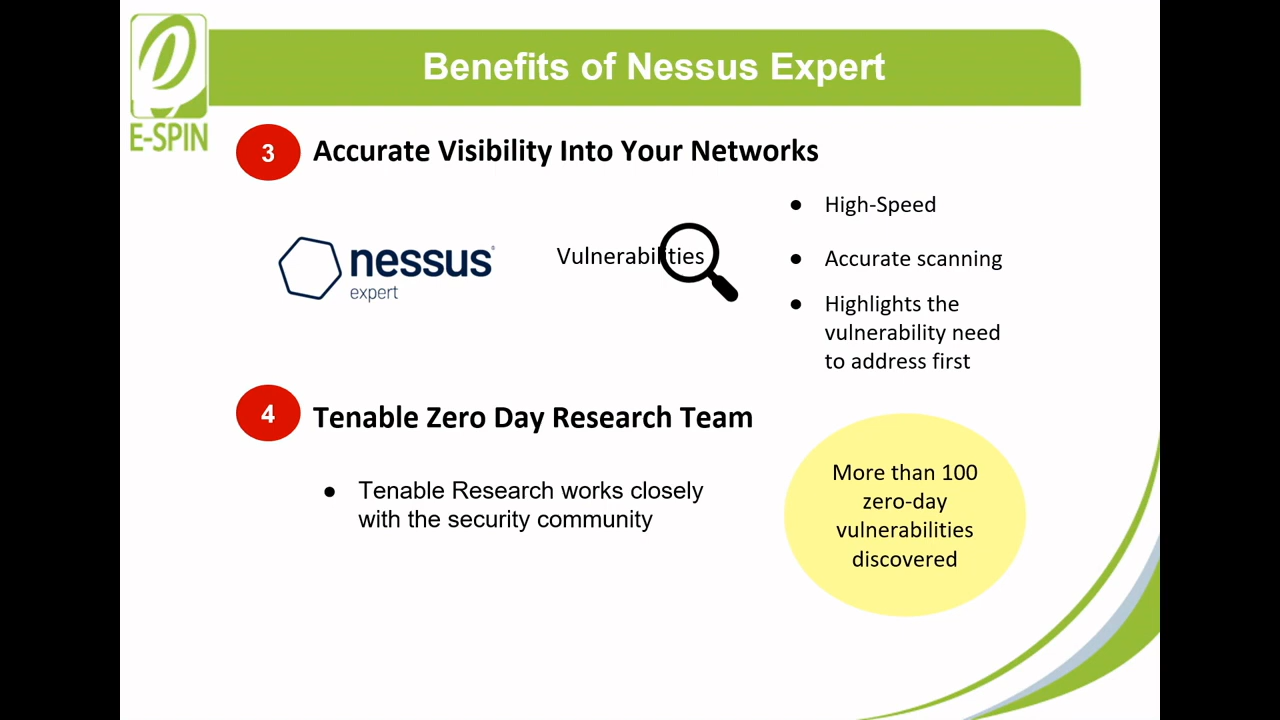 Benefits of Nessus Expert
E-SPIN
3
Accurate Visibility Into Your Networks
nessus®
expert
Vulnerabilities
● High-Speed
● Accurate scanning
● Highlights the
vulnerability need
to address first
4
Tenable Zero Day Research Team
● Tenable Research works closely
with the security community
More than 100
zero-day
vulnerabilities
discovered